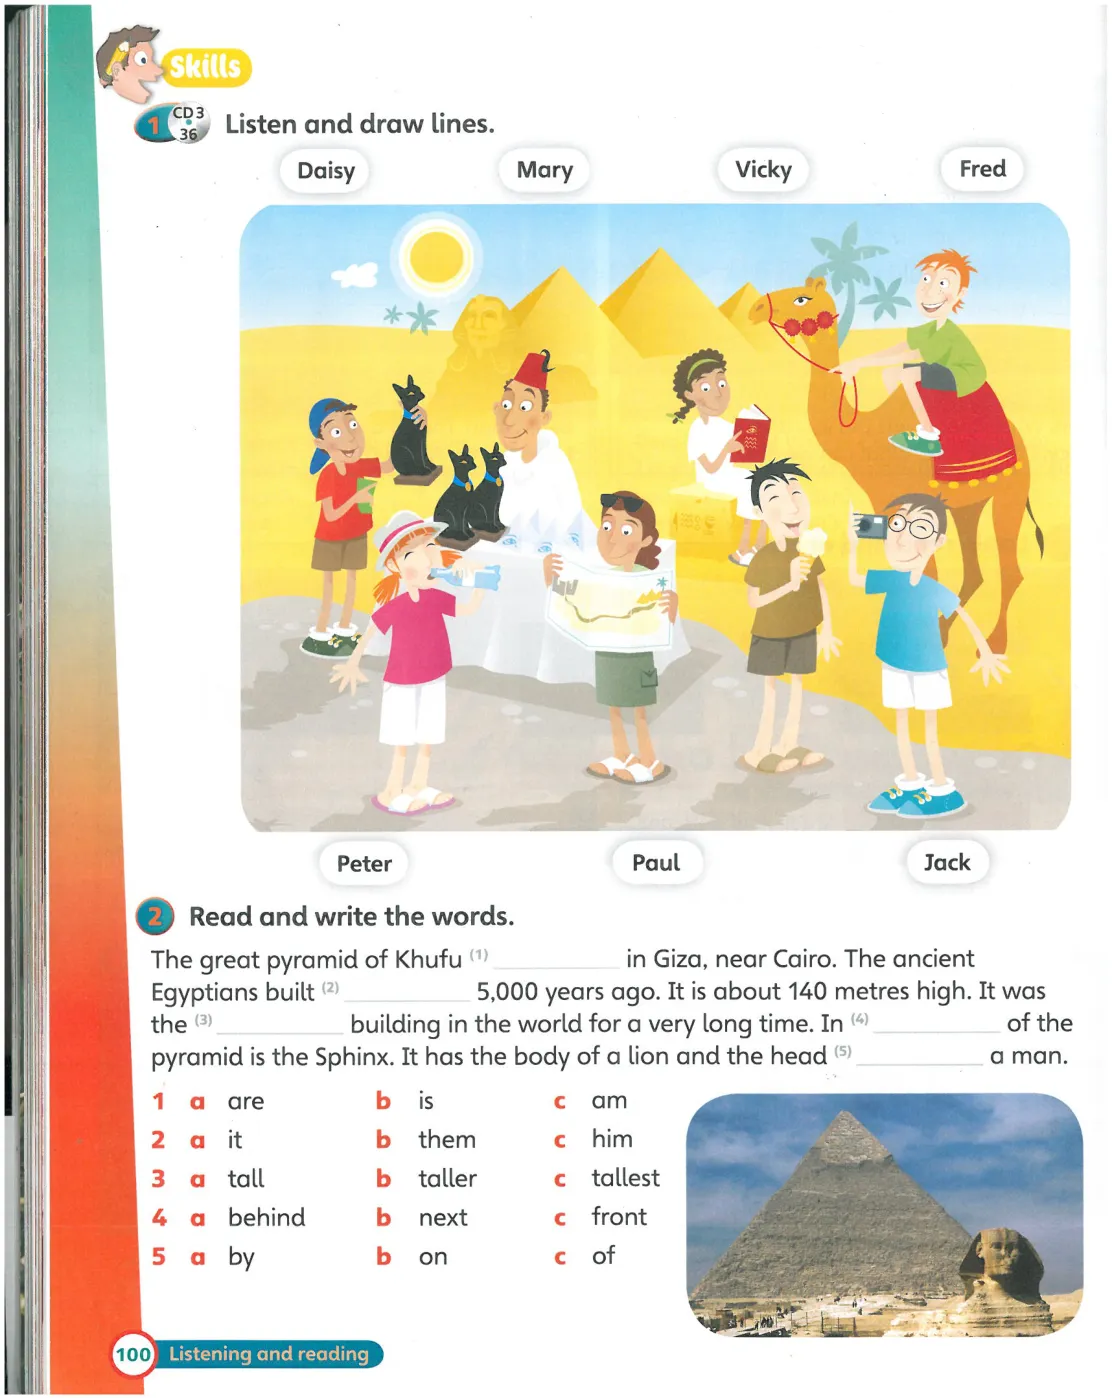 Skills
1 CD3 36 Listen and draw lines.
Daisy Mary Vicky Fred
Peter Paul Jack
2 Read and write the words.
The great pyramid of Khufu (1) __________ in Giza, near Cairo. The ancient
Egyptians built (2) __________ 5,000 years ago. It is about 140 metres high. It was
the (3) __________ building in the world for a very long time. In (4) __________ of the
pyramid is the Sphinx. It has the body of a lion and the head (5) __________ a man.
1 a are b is c am
2 a it b them c him
3 a tall b taller c tallest
4 a behind b next c front
5 a by b on c of
100 Listening and reading